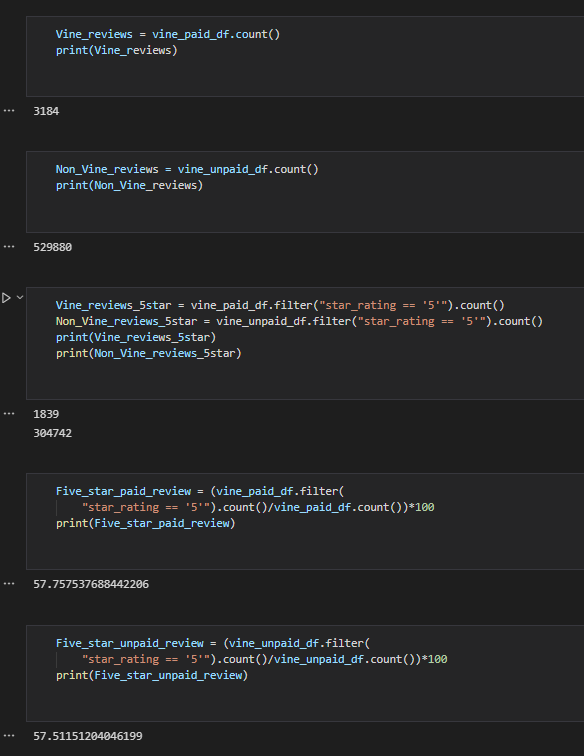 Vine_reviews = vine_paid_df.count()
print(Vine_reviews)
3184
Non_Vine_reviews = vine_unpaid_df.count()
print(Non_Vine_reviews)
529880
Vine_reviews_5star = vine_paid_df.filter("star_rating == '5'").count()
Non_Vine_reviews_5star = vine_unpaid_df.filter("star_rating == '5'").count()
print(Vine_reviews_5star)
print(Non_Vine_reviews_5star)
1839
304742
Five_star_paid_review = (vine_paid_df.filter(
"star_rating == '5'").count()/vine_paid_df.count())*100
print(Five_star_paid_review)
57.757537688442206
Five_star_unpaid_review = (vine_unpaid_df.filter(
"star_rating == '5'").count()/vine_unpaid_df.count())*100
print(Five_star_unpaid_review)
57.51151204046199